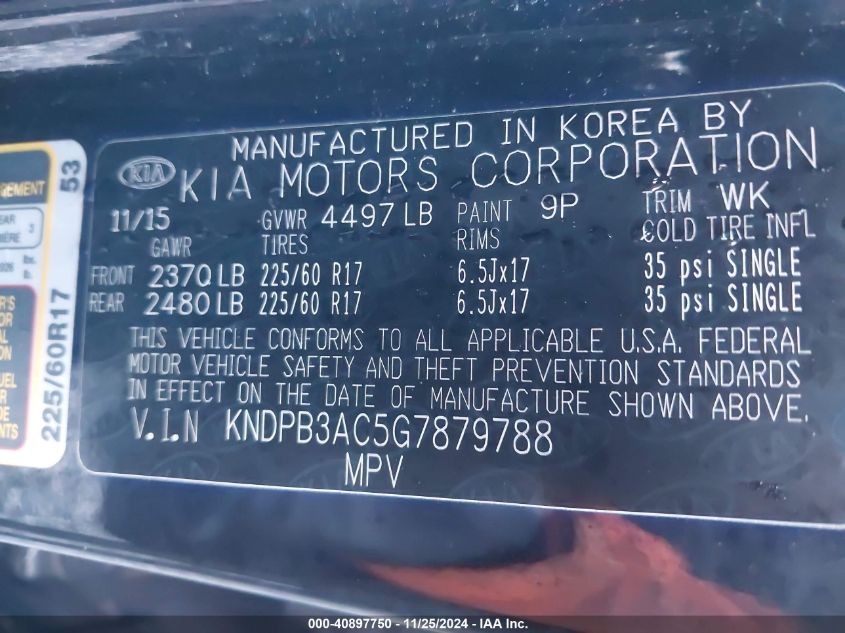 MANUFACTURED IN KOREA BY
KIA KIA MOTORS CORPORATION
11/15 GVWR 4497 LB PAINT 9P TRIM WK
GAWR TIRES RIMS COLD TIRE INFL
FRONT 2370 LB 225/60 R17 6.5Jx17 35 psi SINGLE
REAR 2480 LB 225/60 R17 6.5Jx17 35 psi SINGLE
THIS VEHICLE CONFORMS TO ALL APPLICABLE U.S.A. FEDERAL
MOTOR VEHICLE SAFETY AND THEFT PREVENTION STANDARDS
IN EFFECT ON THE DATE OF MANUFACTURE SHOWN ABOVE.
V.I.N KNDPB3AC5G7879788
MPV
53
225/60R17
000-40897750 - 11/25/2024 - IAA Inc.